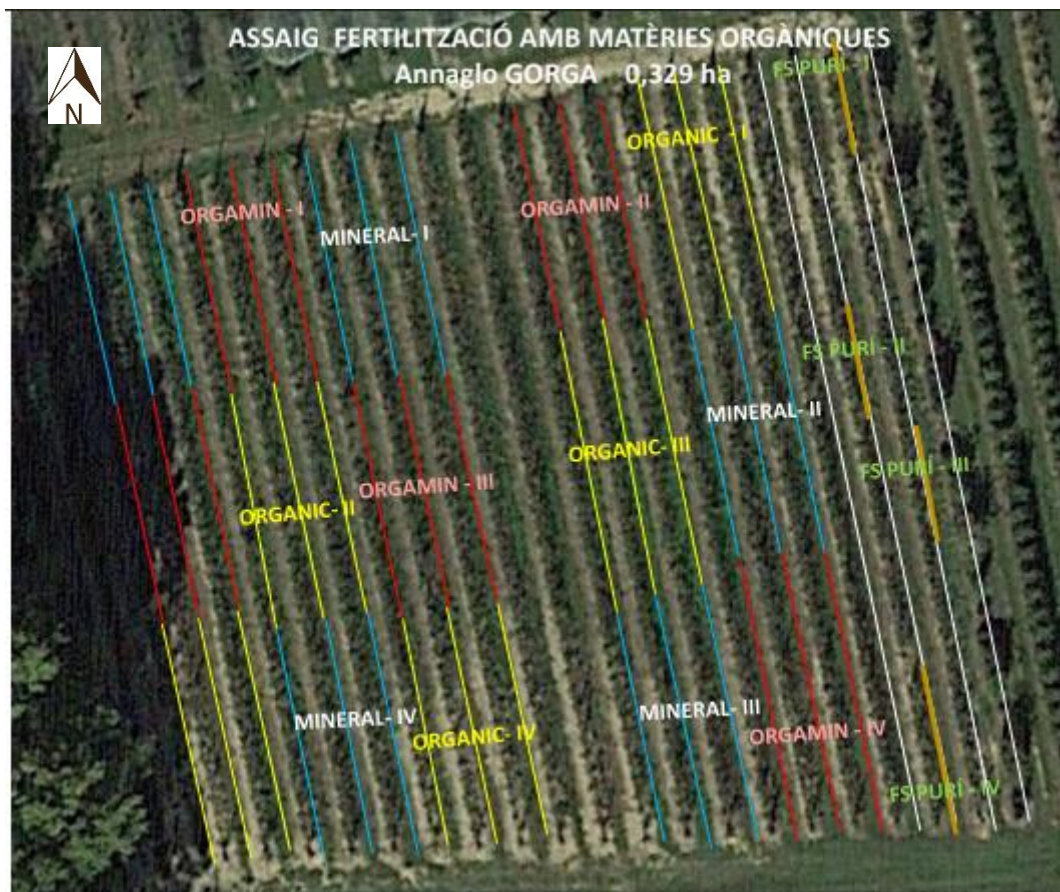 ASSAIG FERTILITZACIÓ AMB MATÈRIES ORGÀNIQUES
Annaglo GORGA 0,329 ha
N
FS PURÍ - I
ORGANIC - I
ORGAMIN - I
ORGAMIN - II
MINERAL- I
FS PURÍ - II
MINERAL- II
ORGANIC- III
FS PURÍ - III
ORGAMIN - III
ORGANIC- II
MINERAL- III
MINERAL- IV
ORGAMIN - IV
ORGANIC- IV
FS PURÍ - IV